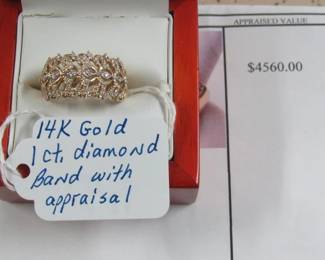 APPRAISED VALUE
$4560.00
14K Gold
1 ct. diamond
Band with
appraisal